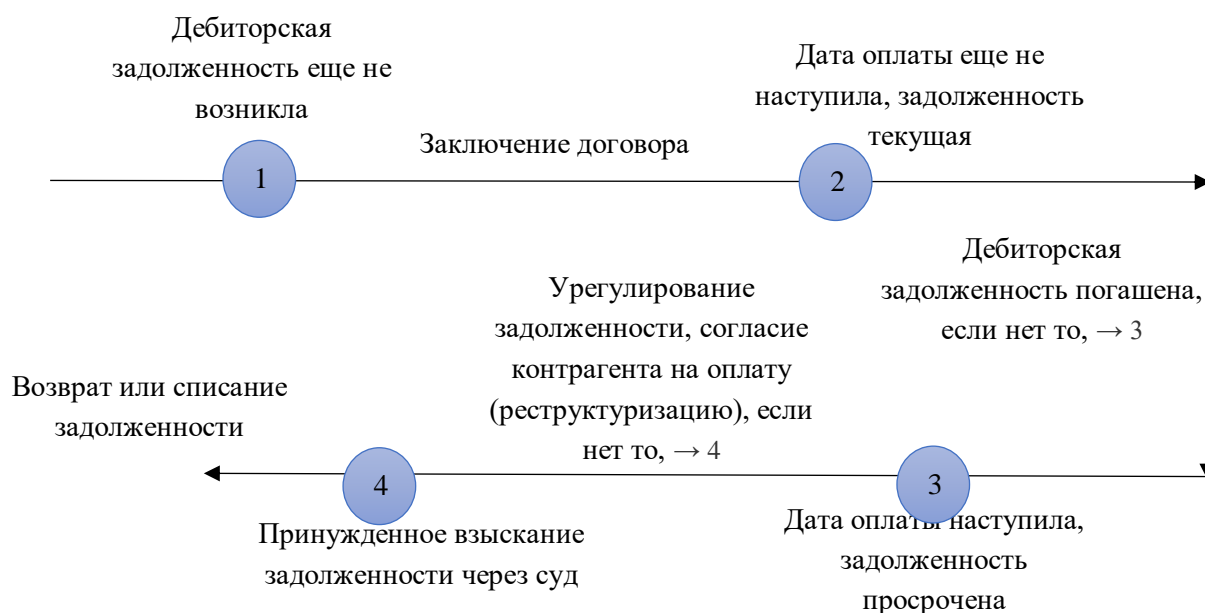 Дебиторская
задолженность еще не
возникла
Дата оплаты еще не
наступила, задолженность
текущая
Заключение договора
1
2
Дебиторская
задолженность погашена,
если нет то, → 3
Урегулирование
задолженности, согласие
контрагента на оплату
(реструктуризацию), если
нет то, → 4
Возврат или списание
задолженности
4
3
Принужденное взыскание
задолженности через суд
Дата оплаты наступила,
задолженность
просрочена